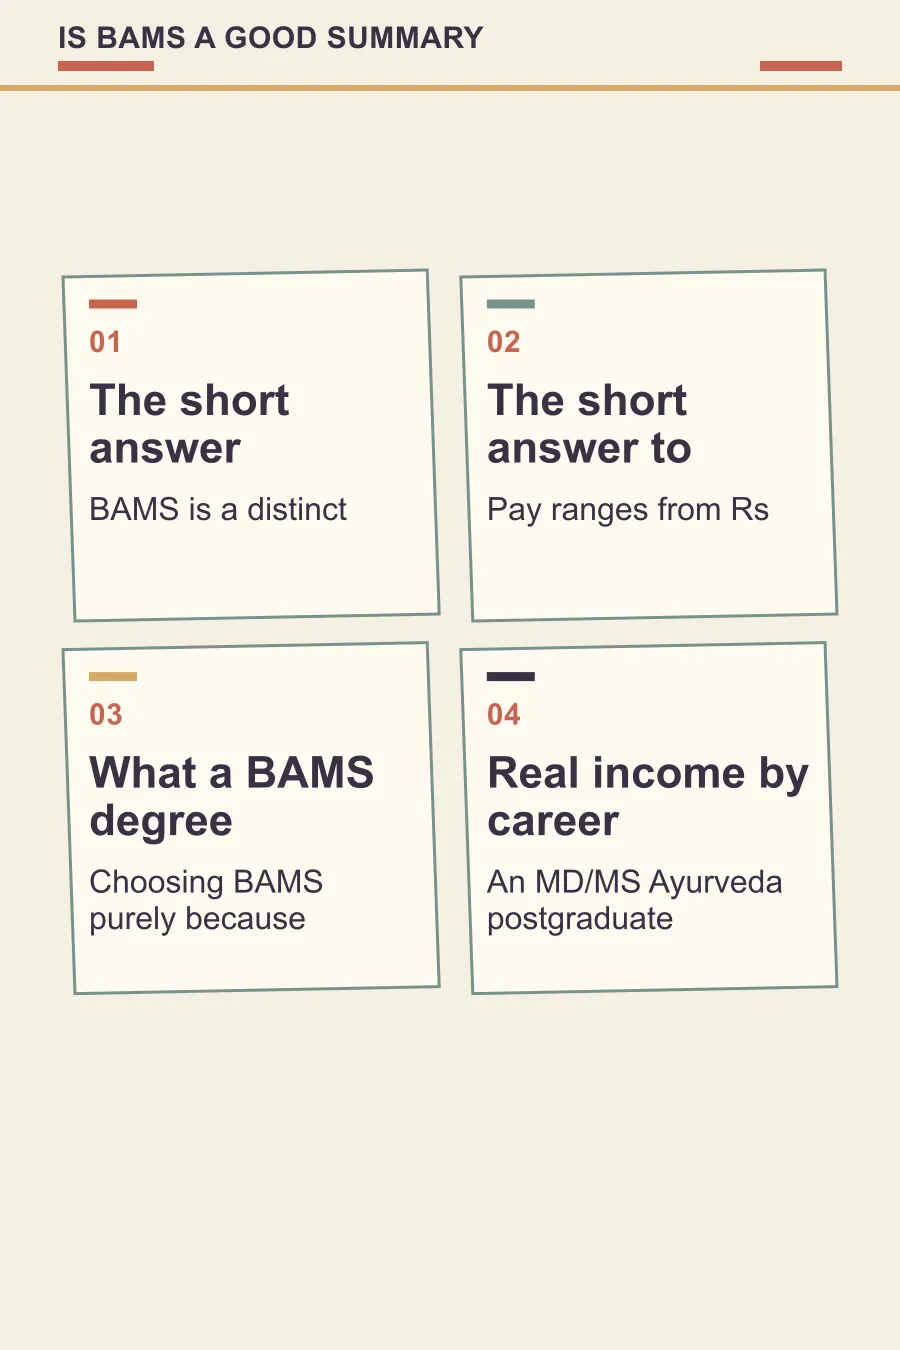 IS BAMS A GOOD SUMMARY
01
The short
answer
BAMS is a distinct
02
The short
answer to
Pay ranges from Rs
03
What a BAMS
degree
Choosing BAMS
purely because
04
Real income by
career
An MD/MS Ayurveda
postgraduate